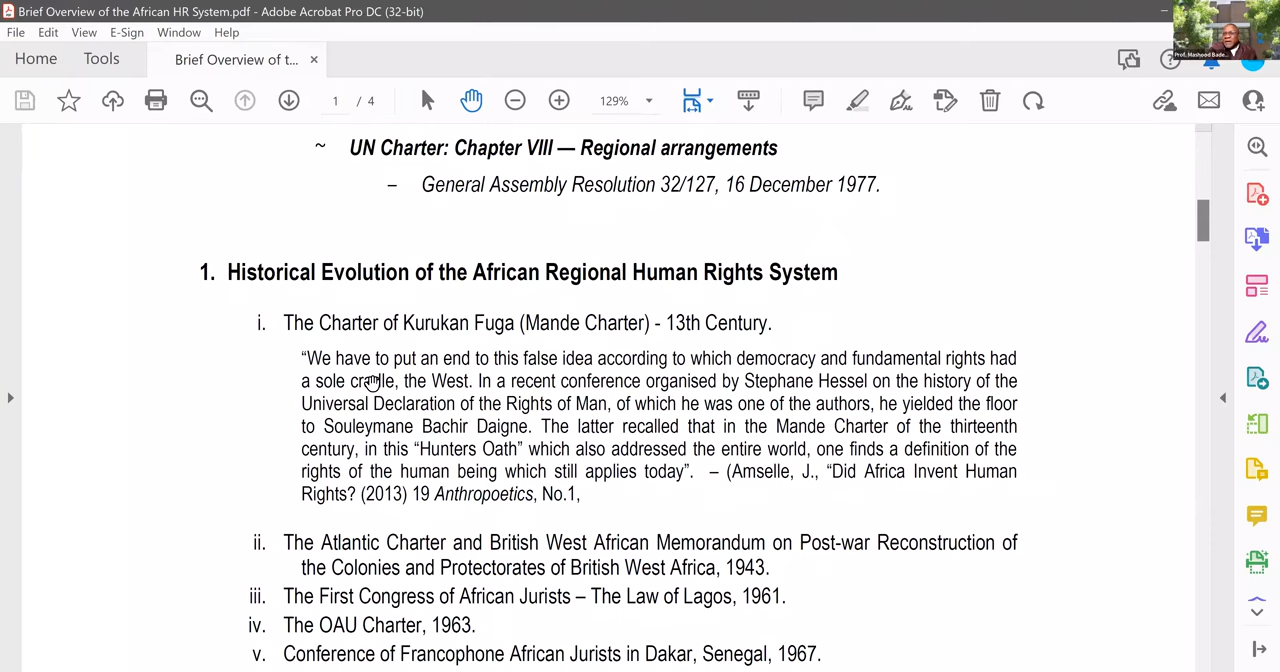 Brief Overview of the African HR System.pdf - Adobe Acrobat Pro DC (32-bit)
File Edit View E-Sign Window Help
Home Tools Brief Overview of t... ×
1 / 4 129%
Prof. Mashood Bade...
~ UN Charter: Chapter VIII — Regional arrangements
– General Assembly Resolution 32/127, 16 December 1977.
1. Historical Evolution of the African Regional Human Rights System
i. The Charter of Kurukan Fuga (Mande Charter) - 13th Century.
“We have to put an end to this false idea according to which democracy and fundamental rights had
a sole cradle, the West. In a recent conference organised by Stephane Hessel on the history of the
Universal Declaration of the Rights of Man, of which he was one of the authors, he yielded the floor
to Souleymane Bachir Daigne. The latter recalled that in the Mande Charter of the thirteenth
century, in this “Hunters Oath” which also addressed the entire world, one finds a definition of the
rights of the human being which still applies today”. – (Amselle, J., “Did Africa Invent Human
Rights? (2013) 19 Anthropoetics, No.1,
ii. The Atlantic Charter and British West African Memorandum on Post-war Reconstruction of
the Colonies and Protectorates of British West Africa, 1943.
iii. The First Congress of African Jurists – The Law of Lagos, 1961.
iv. The OAU Charter, 1963.
v. Conference of Francophone African Jurists in Dakar, Senegal, 1967.